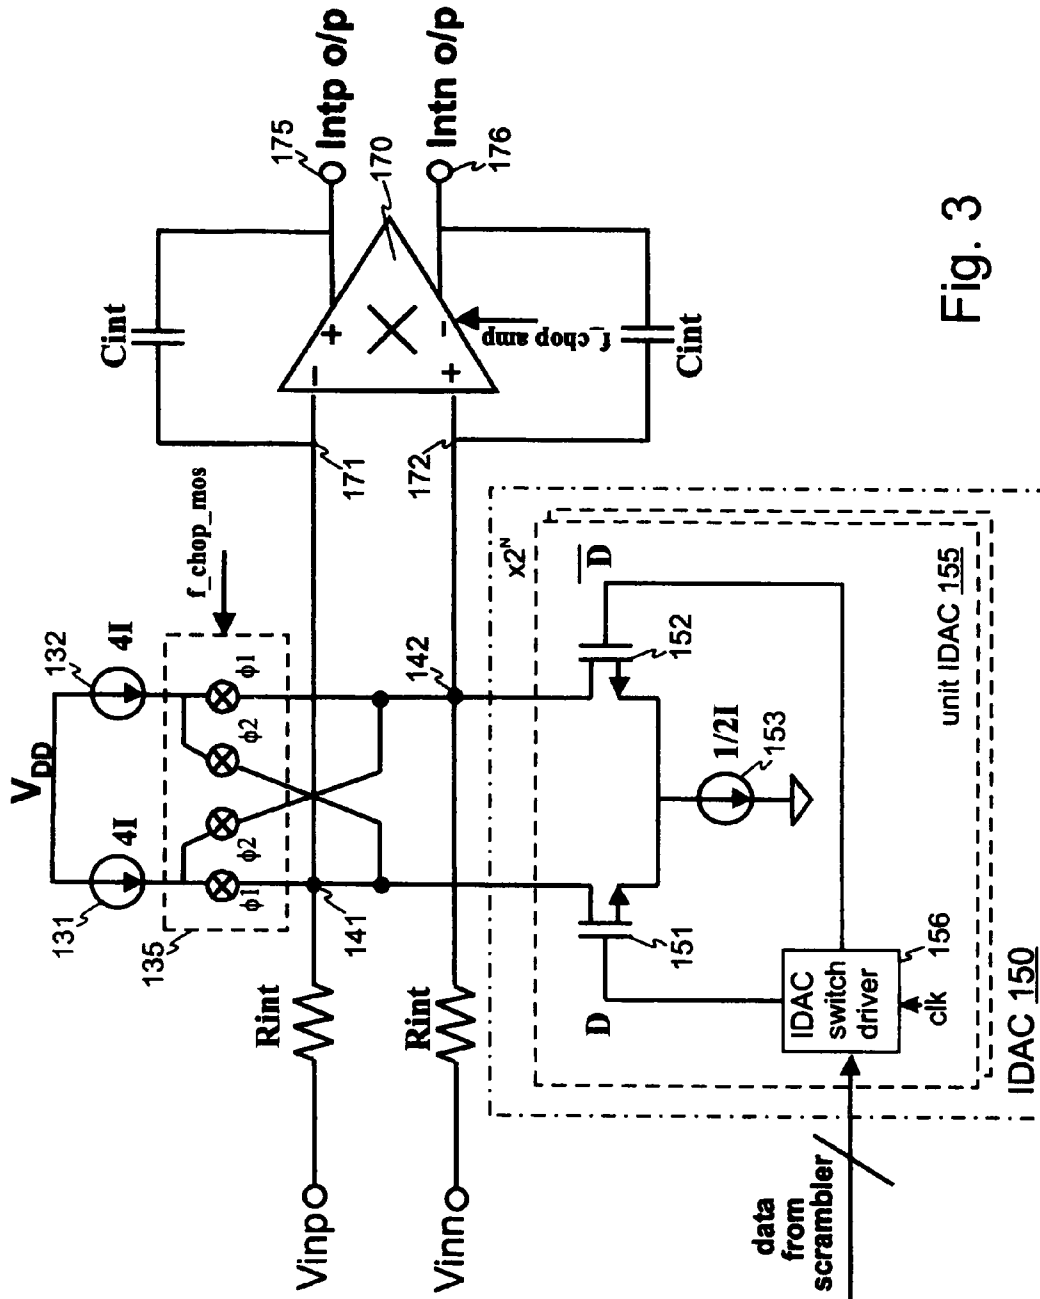 V_DD
131
4I
132
4I
135
f_chop_mos
ϕ1
ϕ2
ϕ2
ϕ1
141
142
Vinp
Rint
Vinn
Rint
171
172
Cint
Cint
-
+
+
-
f_chop amp
170
175
Intp o/p
Intn o/p
176
x2^N
D
D̅
151
152
1/2I
153
IDAC
switch
driver
156
clk
unit IDAC 155
IDAC 150
data
from
scrambler
Fig. 3